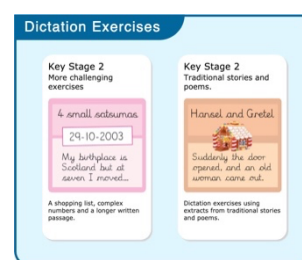 Dictation Exercises
Key Stage 2
More challenging
exercises
4 small satsumas
29-10-2003
My birthplace is
Scotland but at
seven I moved...
A shopping list, complex
numbers and a longer written
passage.
Key Stage 2
Traditional stories and
poems.
Hansel and Gretel
Suddenly the door
opened, and an old
woman came out.
Dictation exercises using
extracts from traditional stories
and poems.